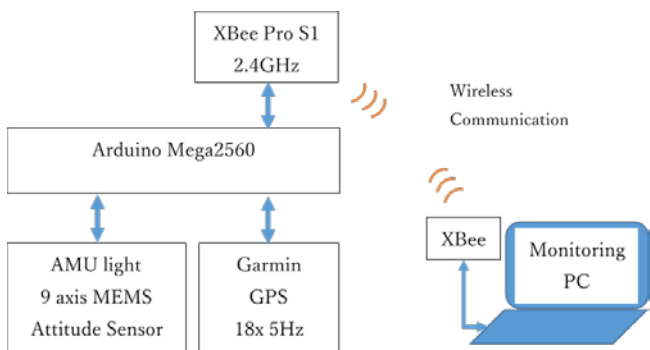 XBee Pro S1
2.4GHz
Wireless
Communication
Arduino Mega2560
AMU light
9 axis MEMS
Attitude Sensor
Garmin
GPS
18x 5Hz
XBee
Monitoring
PC